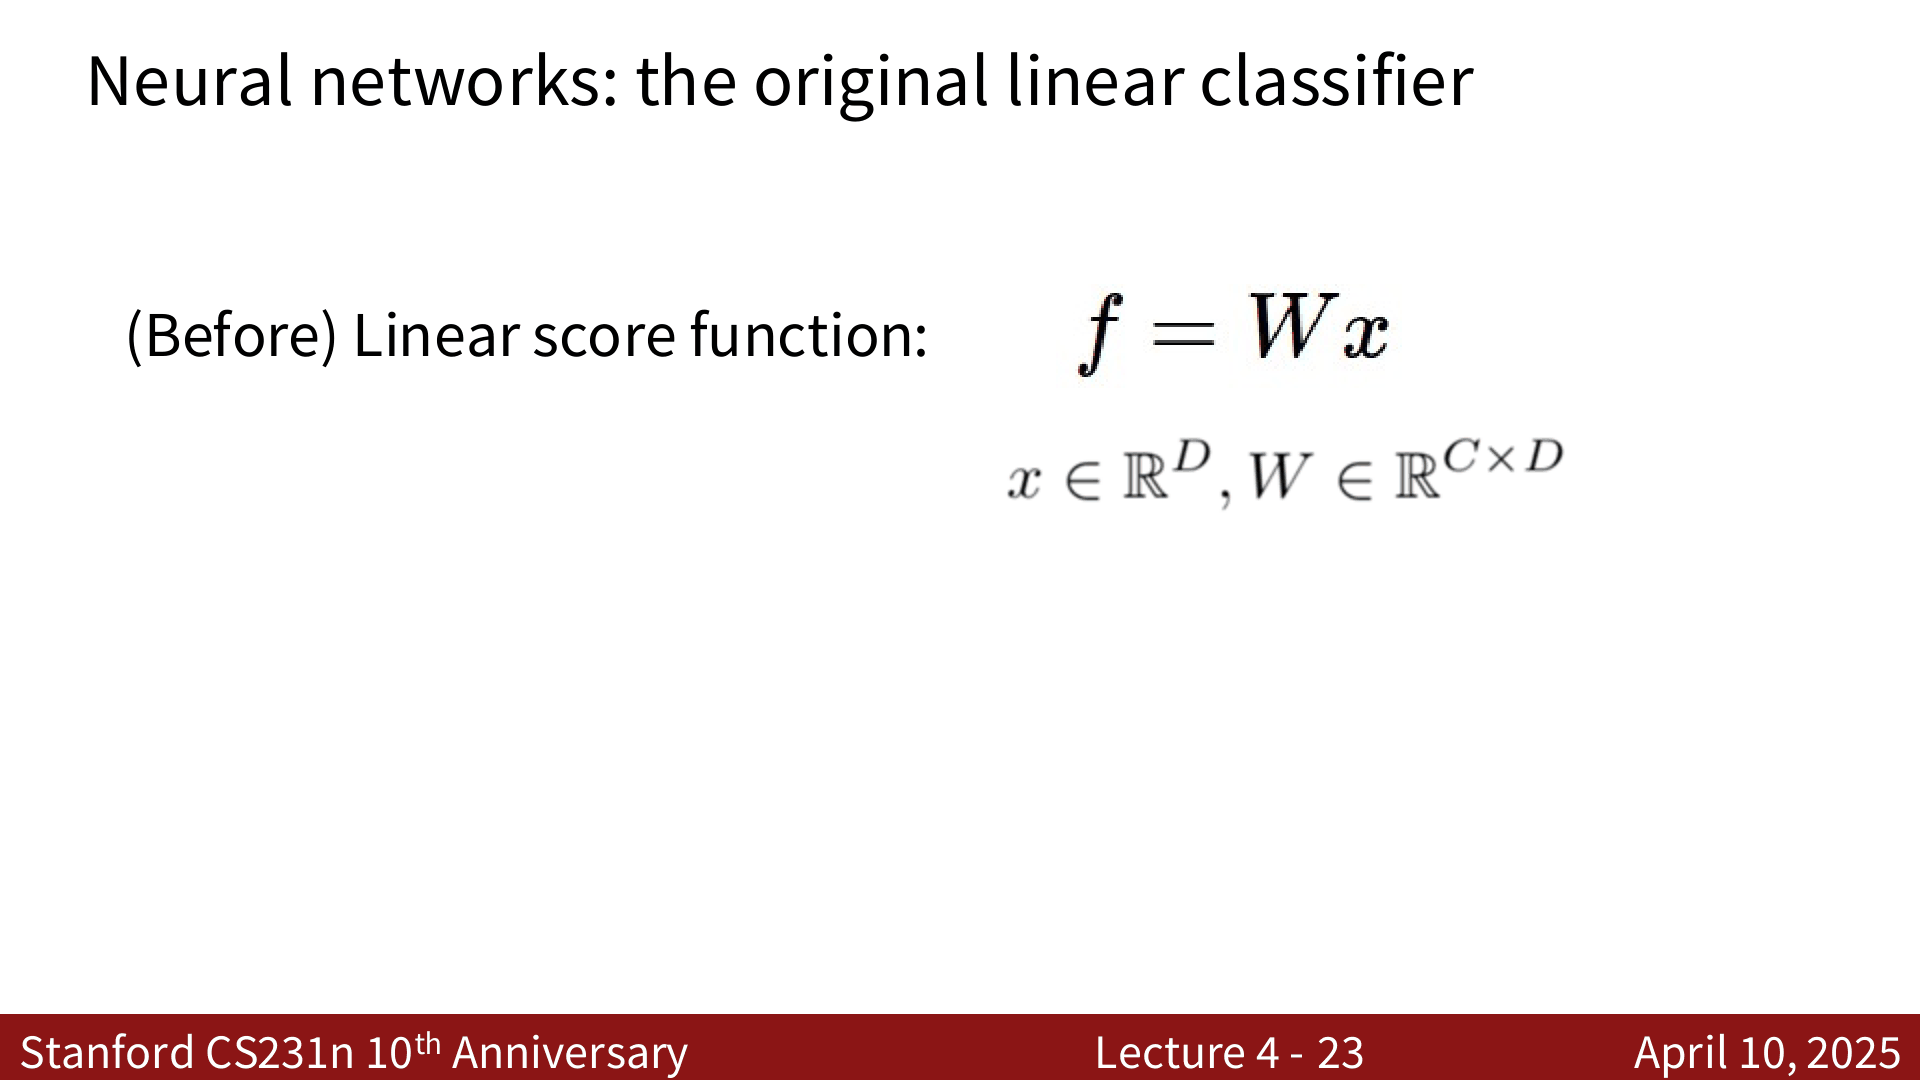 Neural networks: the original linear classifier
(Before) Linear score function: f = Wx
x ∈ ℝ^D, W ∈ ℝ^{C×D}
Stanford CS231n 10th Anniversary Lecture 4 - 23 April 10, 2025